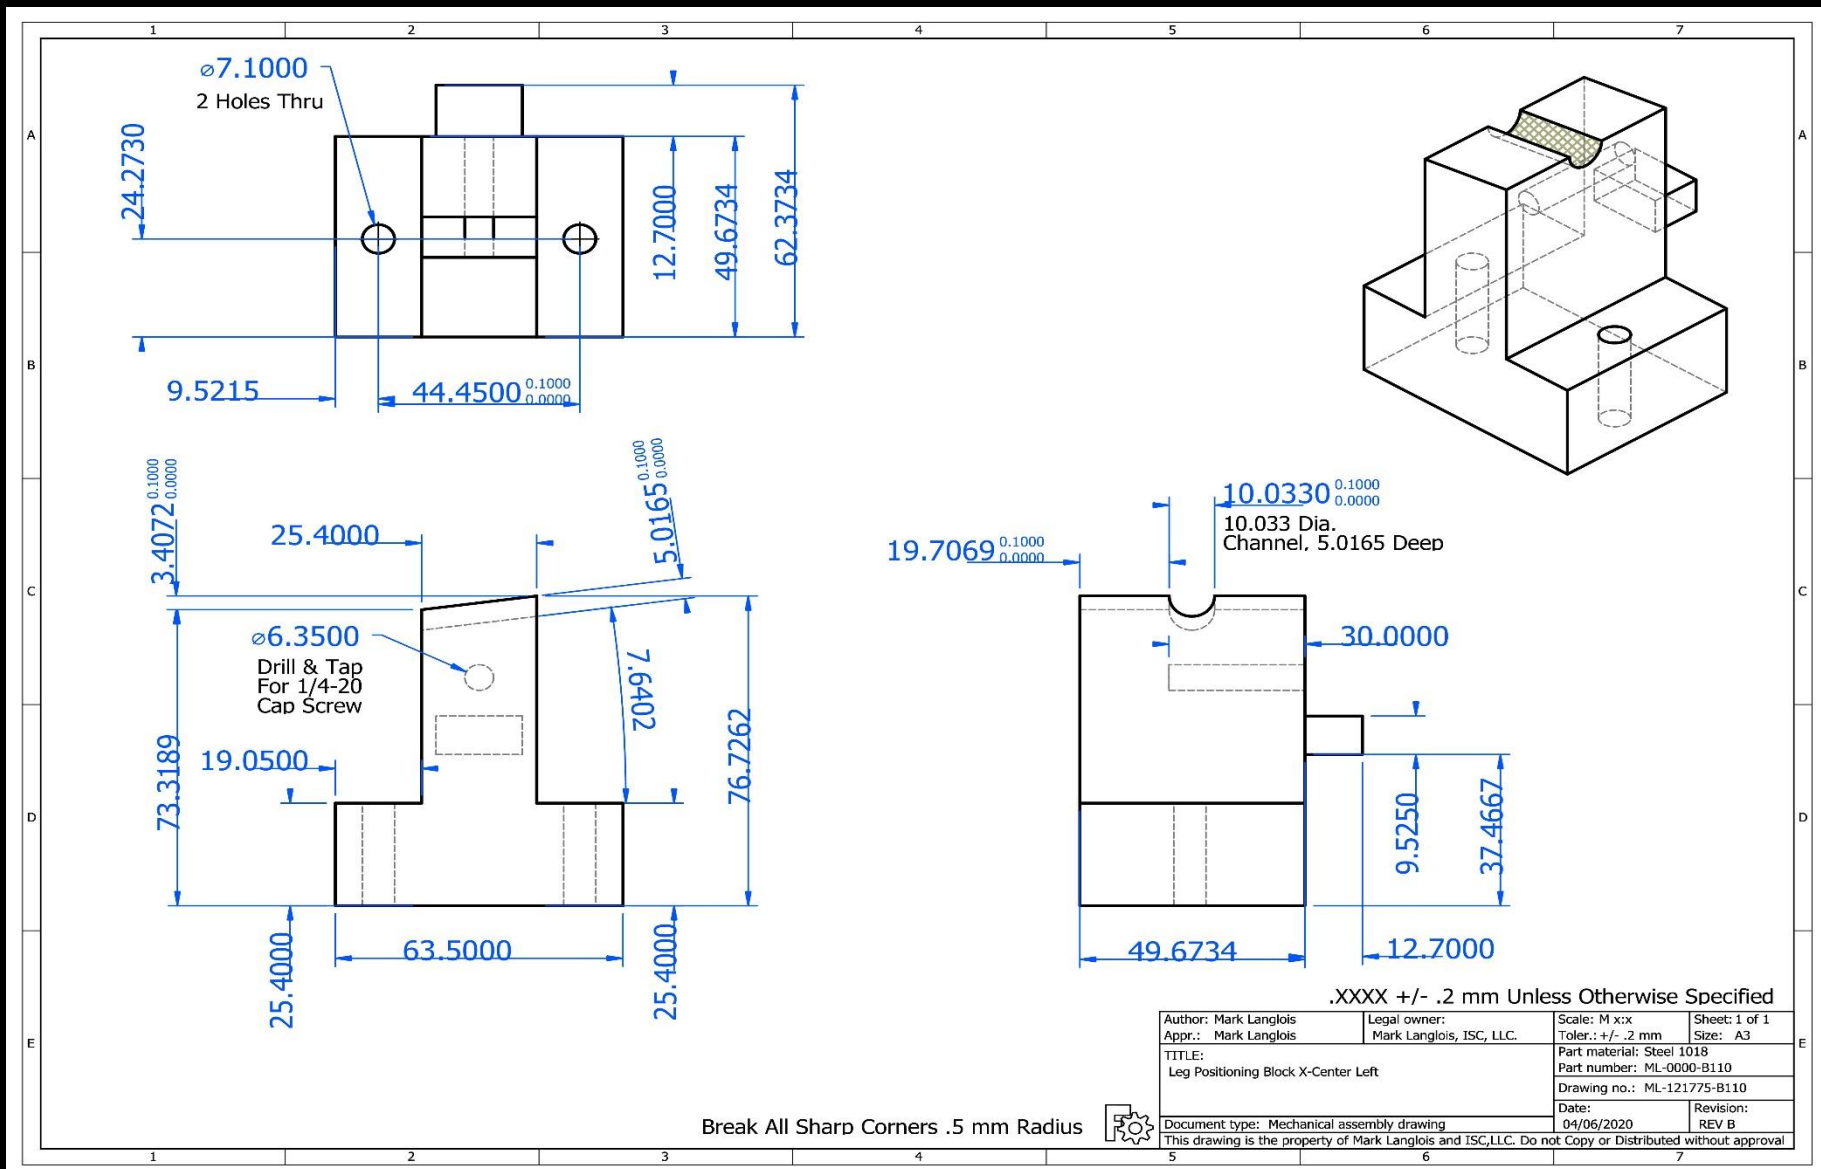 1 2 3 4 5 6 7
A A
B B
C C
D D
E E
⌀7.1000
2 Holes Thru
24.2730
12.7000
49.6734
62.3734
9.5215
44.4500 0.1000 0.0000
3.4072 0.1000 0.0000
25.4000
5.0165 0.1000 0.0000
⌀6.3500
Drill & Tap
For 1/4-20
Cap Screw
7.6402
73.3189
19.0500
76.7262
25.4000
63.5000
25.4000
10.0330 0.1000 0.0000
10.033 Dia.
Channel, 5.0165 Deep
19.7069 0.1000 0.0000
30.0000
9.5250
37.4667
49.6734
12.7000
.XXXX +/- .2 mm Unless Otherwise Specified
Author: Mark Langlois
Appr.: Mark Langlois
Legal owner:
Mark Langlois, ISC, LLC.
Scale: M x:x
Toler.: +/- .2 mm
Sheet: 1 of 1
Size: A3
TITLE:
Leg Positioning Block X-Center Left
Part material: Steel 1018
Part number: ML-0000-B110
Drawing no.: ML-121775-B110
Date:
04/06/2020
Revision:
REV B
Document type: Mechanical assembly drawing
This drawing is the property of Mark Langlois and ISC,LLC. Do not Copy or Distributed without approval
Break All Sharp Corners .5 mm Radius
1 2 3 4 5 6 7